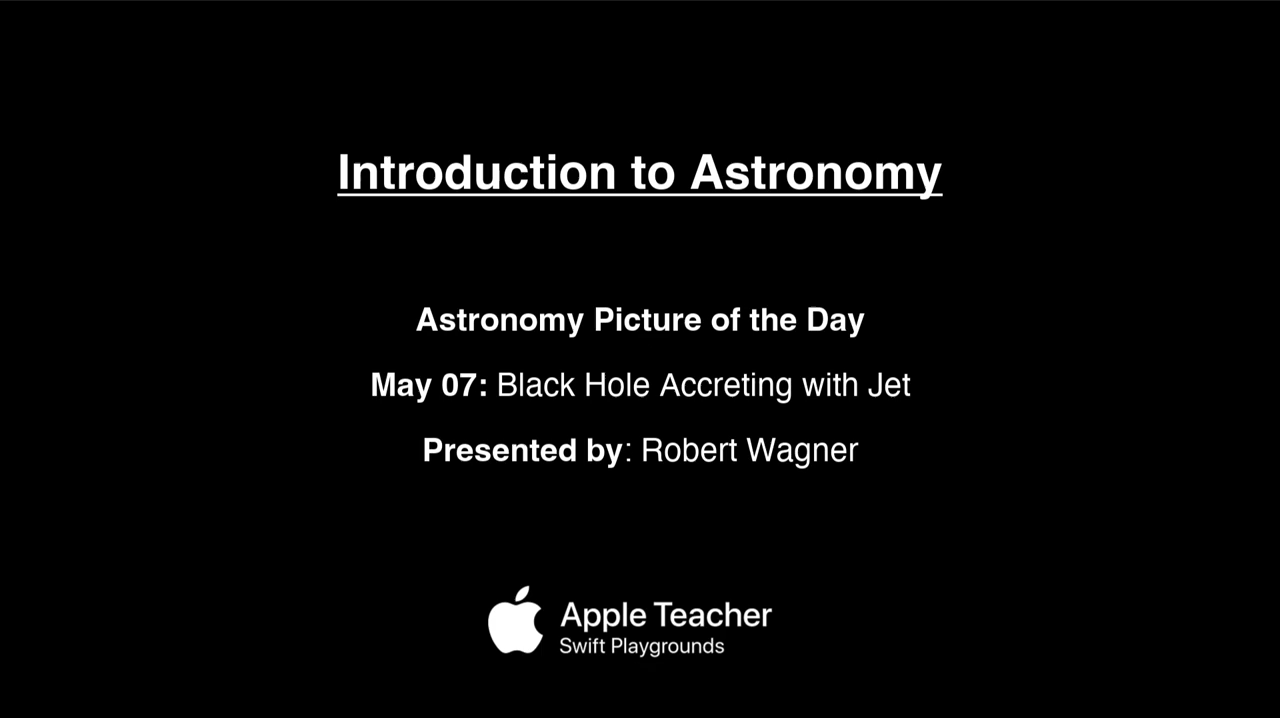 Introduction to Astronomy
Astronomy Picture of the Day
May 07: Black Hole Accreting with Jet
Presented by: Robert Wagner
Apple Teacher
Swift Playgrounds